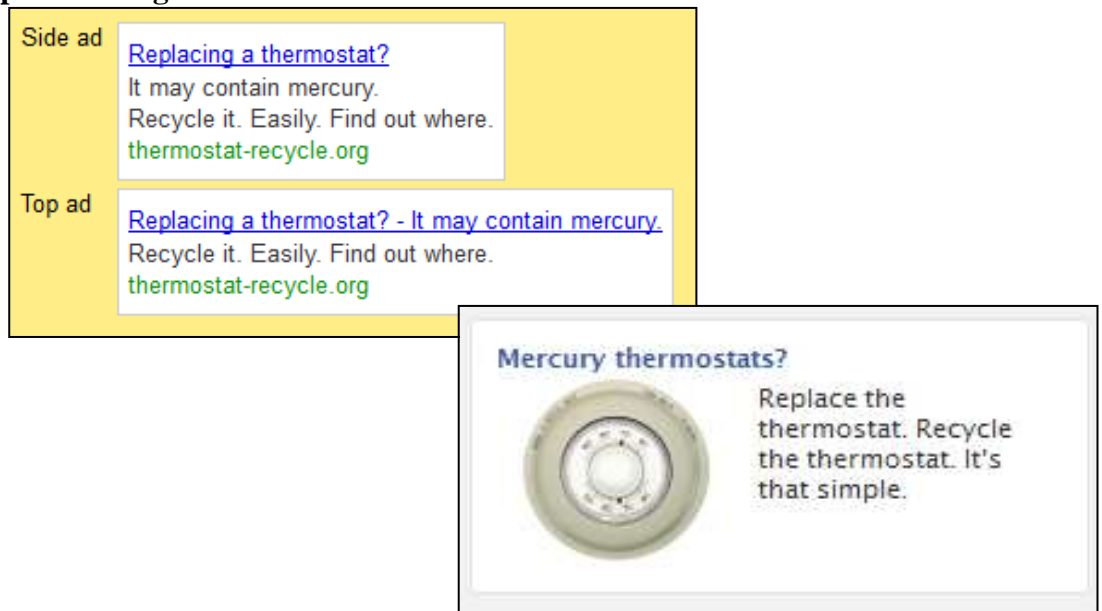 Side ad
Replacing a thermostat?
It may contain mercury.
Recycle it. Easily. Find out where.
thermostat-recycle.org
Top ad
Replacing a thermostat? - It may contain mercury.
Recycle it. Easily. Find out where.
thermostat-recycle.org
Mercury thermostats?
Replace the
thermostat. Recycle
the thermostat. It's
that simple.